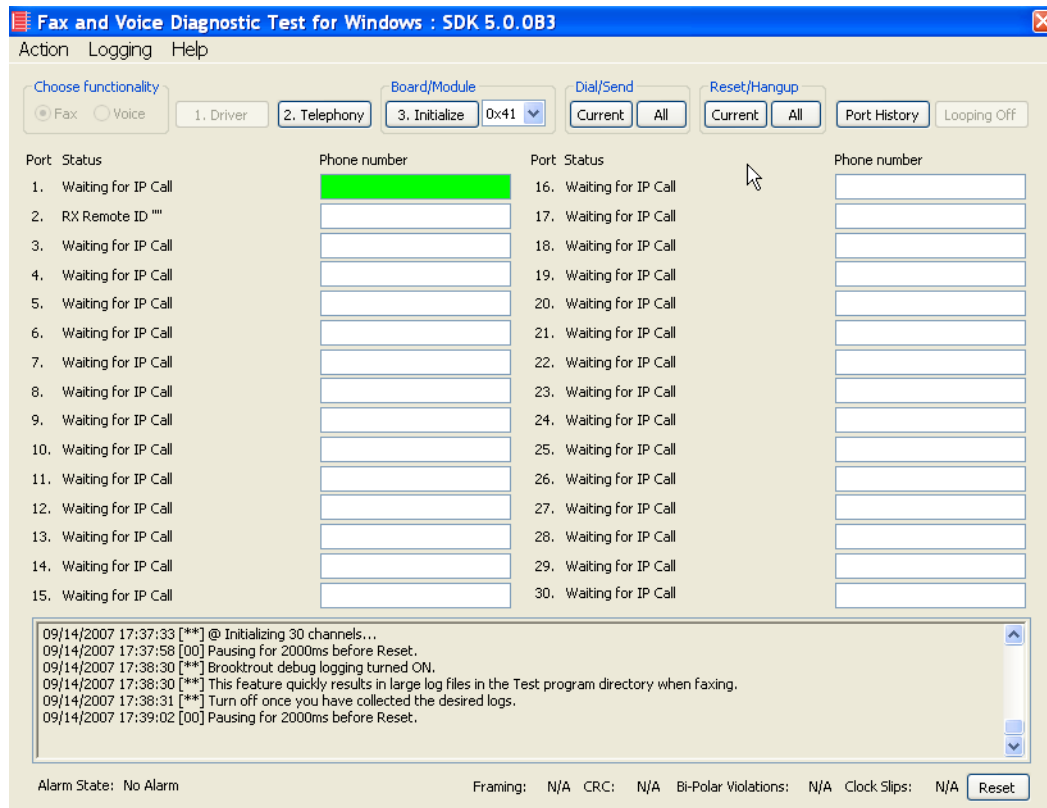 Fax and Voice Diagnostic Test for Windows : SDK 5.0.0B3
Action Logging Help
Choose functionality Board/Module Dial/Send Reset/Hangup
Fax Voice 1. Driver 2. Telephony 3. Initialize 0x41 Current All Current All Port History Looping Off
Port Status Phone number Port Status Phone number
1. Waiting for IP Call 16. Waiting for IP Call
2. RX Remote ID "" 17. Waiting for IP Call
3. Waiting for IP Call 18. Waiting for IP Call
4. Waiting for IP Call 19. Waiting for IP Call
5. Waiting for IP Call 20. Waiting for IP Call
6. Waiting for IP Call 21. Waiting for IP Call
7. Waiting for IP Call 22. Waiting for IP Call
8. Waiting for IP Call 23. Waiting for IP Call
9. Waiting for IP Call 24. Waiting for IP Call
10. Waiting for IP Call 25. Waiting for IP Call
11. Waiting for IP Call 26. Waiting for IP Call
12. Waiting for IP Call 27. Waiting for IP Call
13. Waiting for IP Call 28. Waiting for IP Call
14. Waiting for IP Call 29. Waiting for IP Call
15. Waiting for IP Call 30. Waiting for IP Call
09/14/2007 17:37:33 [**] @ Initializing 30 channels...
09/14/2007 17:37:58 [00] Pausing for 2000ms before Reset.
09/14/2007 17:38:30 [**] Brooktrout debug logging turned ON.
09/14/2007 17:38:30 [**] This feature quickly results in large log files in the Test program directory when faxing.
09/14/2007 17:38:31 [**] Turn off once you have collected the desired logs.
09/14/2007 17:39:02 [00] Pausing for 2000ms before Reset.
Alarm State: No Alarm Framing: N/A CRC: N/A Bi-Polar Violations: N/A Clock Slips: N/A Reset